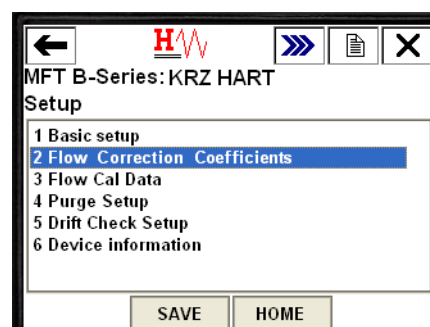 H
MFT B-Series: KRZ HART
Setup
1 Basic setup
2 Flow Correction Coefficients
3 Flow Cal Data
4 Purge Setup
5 Drift Check Setup
6 Device information
SAVE HOME